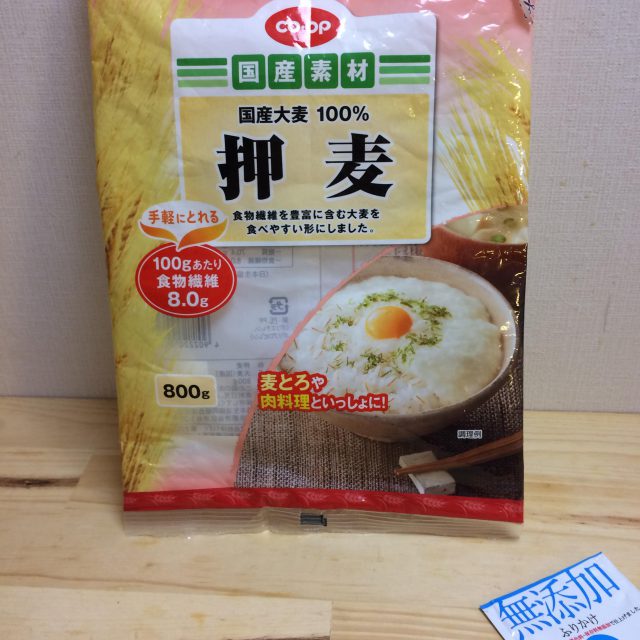 CO·OP
国産素材
国産大麦 100%
押麦
食物繊維を豊富に含む大麦を
食べやすい形にしました。
手軽にとれる
100gあたり
食物繊維
8.0g
800g
麦とろや
肉料理といっしょに!
調理例
無添加
ふりかけ